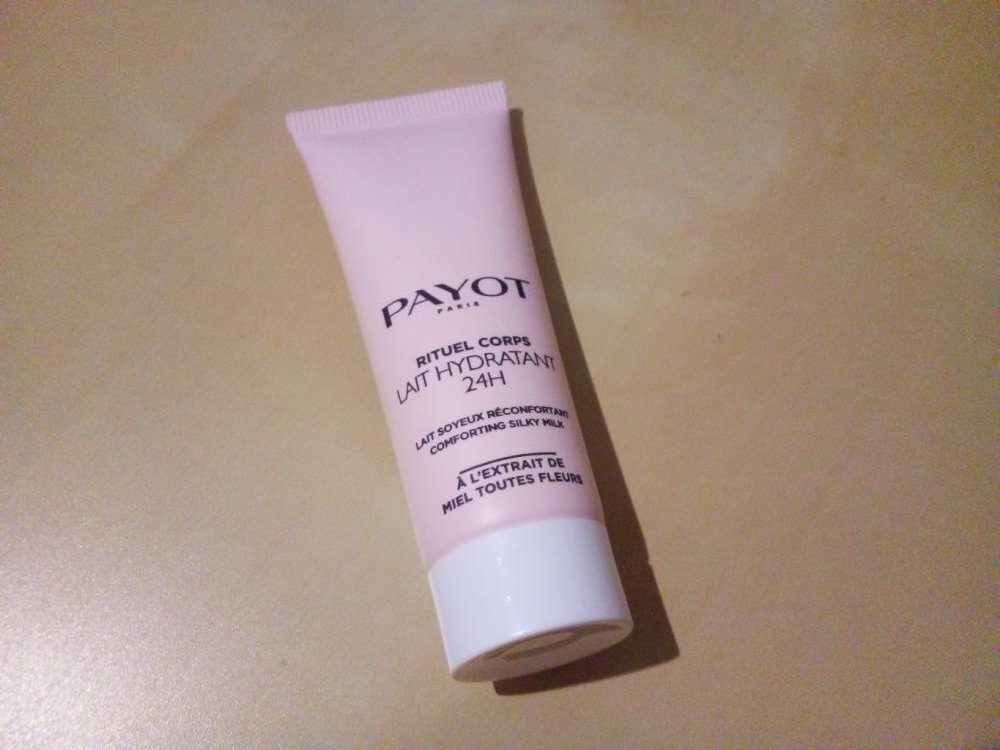 PAYOT
PARIS
RITUEL CORPS
LAIT HYDRATANT
24H
LAIT SOYEUX RÉCONFORTANT
COMFORTING SILKY MILK
À L'EXTRAIT DE
MIEL TOUTES FLEURS